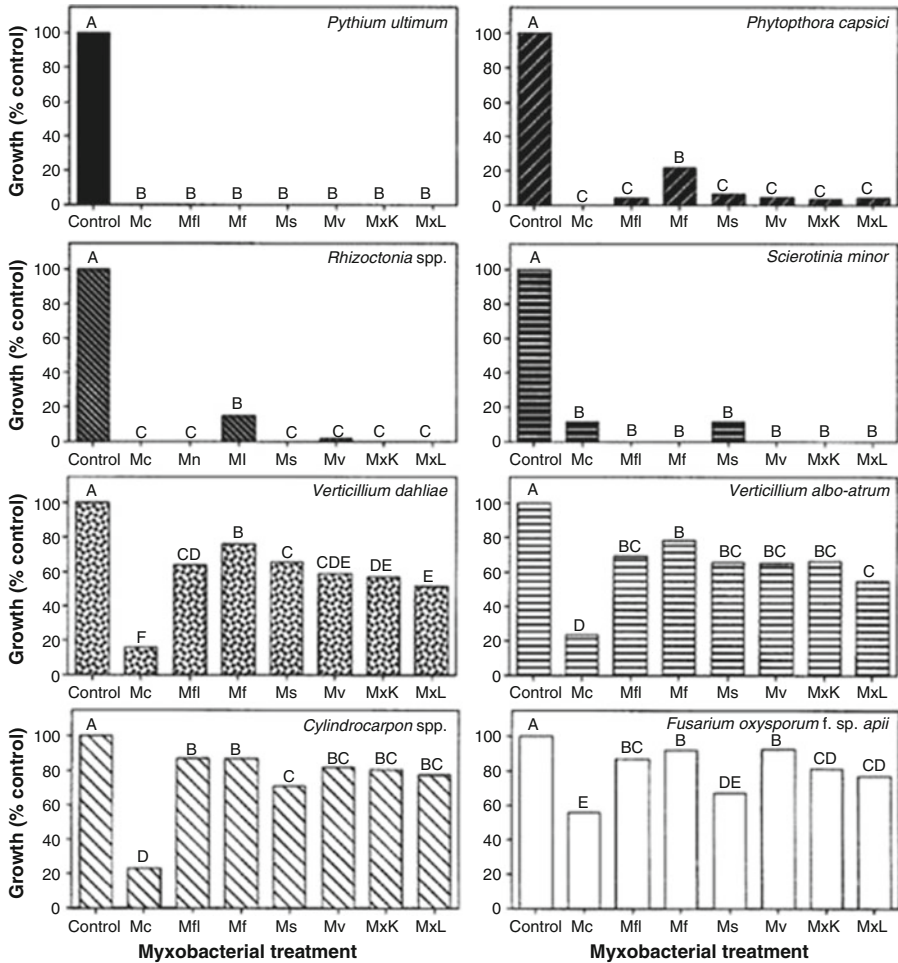 Growth (% control)
Pythium ultimum
A
100
80
60
40
20
0
B B B B B B B
Control Mc Mfl Mf Ms Mv MxK MxL
Phytopthora capsici
A
100
80
60
40
20
0
C C B C C C C
Control Mc Mfl Mf Ms Mv MxK MxL
Growth (% control)
Rhizoctonia spp.
A
100
80
60
40
20
0
C C B C C C C
Control Mc Mn Ml Ms Mv MxK MxL
Scierotinia minor
A
100
80
60
40
20
0
B B B B B B B
Control Mc Mfl Mf Ms Mv MxK MxL
Growth (% control)
Verticillium dahliae
A
100
80
60
40
20
0
F CD B C CDE DE E
Control Mc Mfl Mf Ms Mv MxK MxL
Verticillium albo-atrum
A
100
80
60
40
20
0
D BC B BC BC BC C
Control Mc Mfl Mf Ms Mv MxK MxL
Growth (% control)
Cylindrocarpon spp.
A
100
80
60
40
20
0
D B B C BC BC BC
Control Mc Mfl Mf Ms Mv MxK MxL
Myxobacterial treatment
Fusarium oxysporum f. sp. apii
A
100
80
60
40
20
0
E BC B DE B CD CD
Control Mc Mfl Mf Ms Mv MxK MxL
Myxobacterial treatment